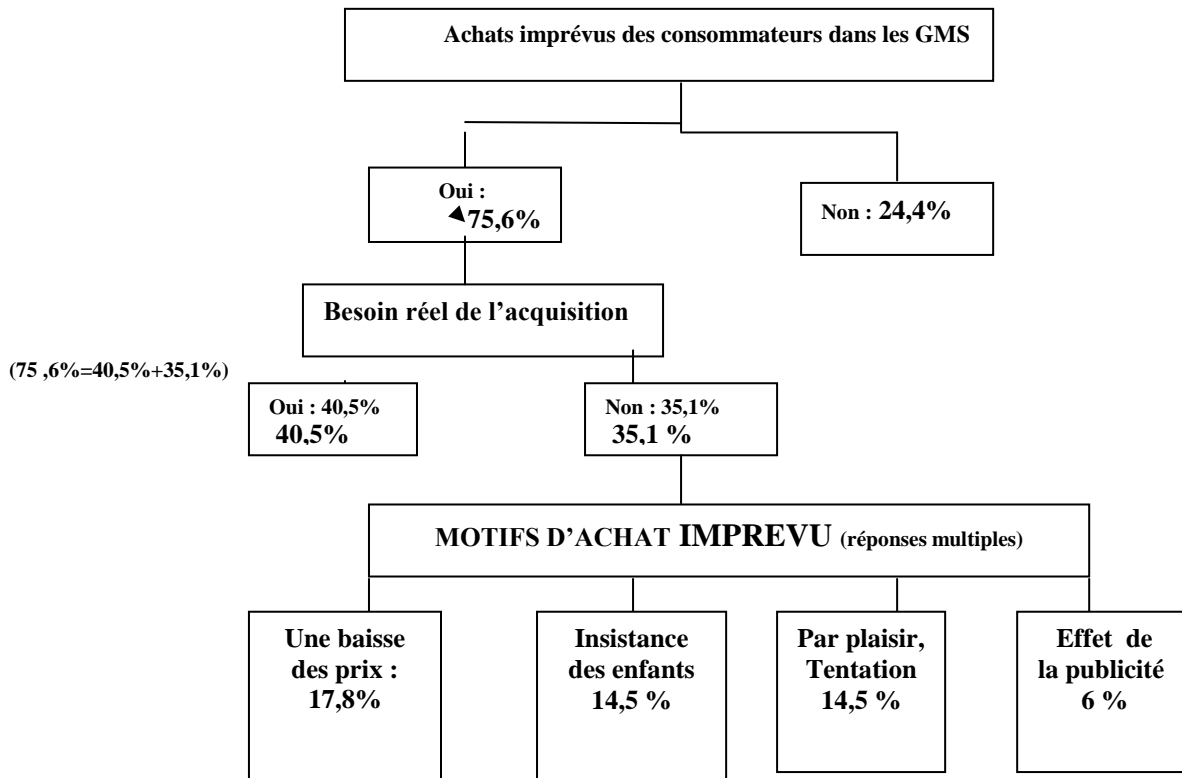 Achats imprévus des consommateurs dans les GMS
Oui :
75,6%
Non : 24,4%
Besoin réel de l’acquisition
(75 ,6%=40,5%+35,1%)
Oui : 40,5%
40,5%
Non : 35,1%
35,1 %
MOTIFS D’ACHAT IMPREVU (réponses multiples)
Une baisse
des prix :
17,8%
Insistance
des enfants
14,5 %
Par plaisir,
Tentation
14,5 %
Effet de
la publicité
6 %